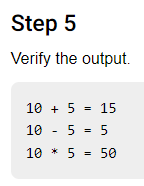 Step 5
Verify the output.
10 + 5 = 15
10 - 5 = 5
10 * 5 = 50